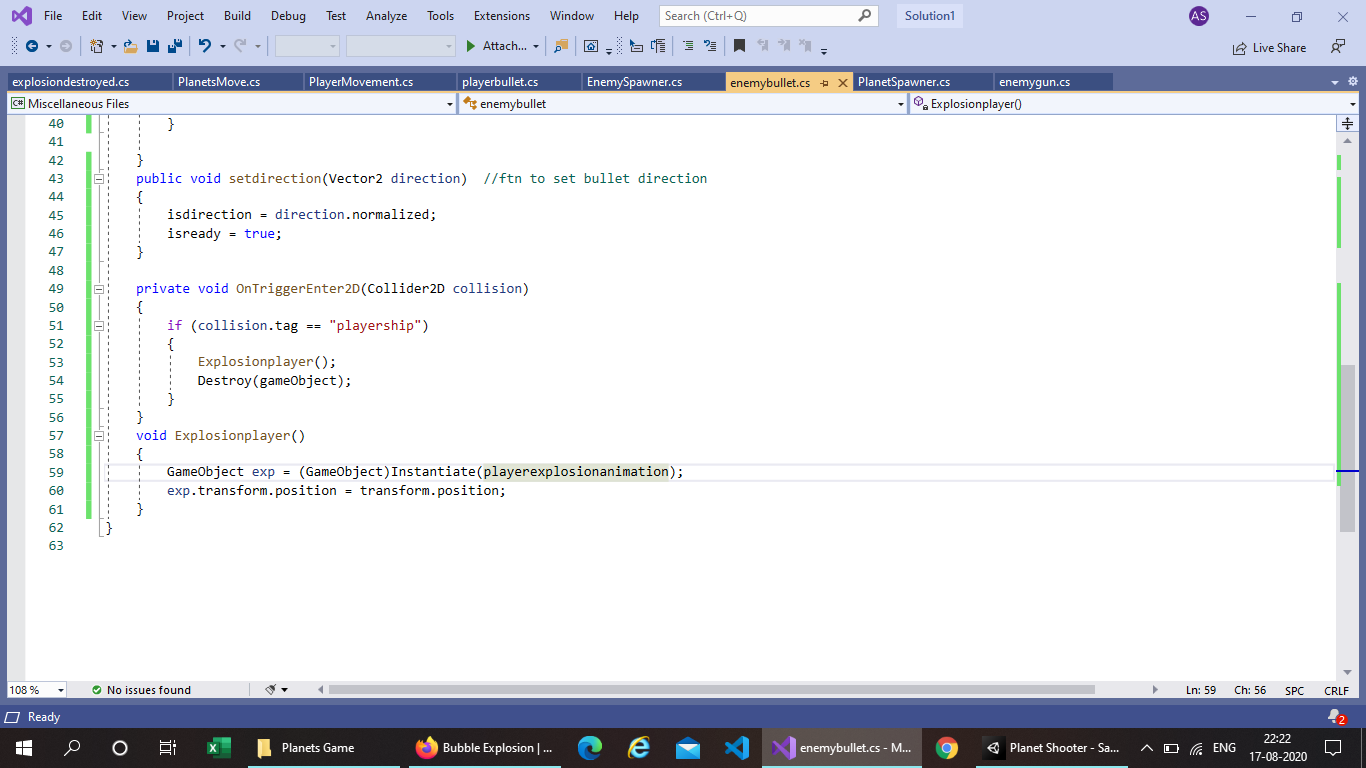 File Edit View Project Build Debug Test Analyze Tools Extensions Window Help Search (Ctrl+Q) Solution1 AS
Attach... Live Share
explosiondestroyed.cs PlanetsMove.cs PlayerMovement.cs playerbullet.cs EnemySpawner.cs enemybullet.cs PlanetSpawner.cs enemygun.cs
C# Miscellaneous Files enemybullet Explosionplayer()
40 }
41
42 }
43 public void setdirection(Vector2 direction) //ftn to set bullet direction
44 {
45 isdirection = direction.normalized;
46 isready = true;
47 }
48
49 private void OnTriggerEnter2D(Collider2D collision)
50 {
51 if (collision.tag == "playership")
52 {
53 Explosionplayer();
54 Destroy(gameObject);
55 }
56 }
57 void Explosionplayer()
58 {
59 GameObject exp = (GameObject)Instantiate(playerexplosionanimation);
60 exp.transform.position = transform.position;
61 }
62 }
63
108 % No issues found Ln: 59 Ch: 56 SPC CRLF
Ready 2
Planets Game Bubble Explosion | ... enemybullet.cs - M... Planet Shooter - Sa... ENG 22:22
17-08-2020